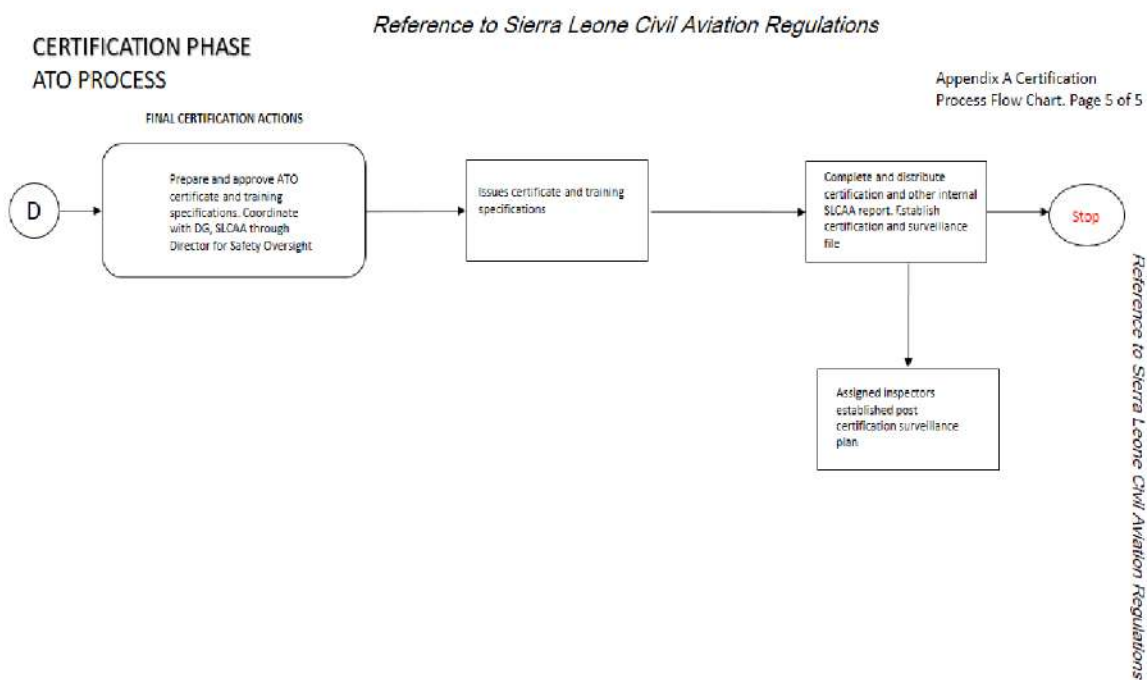 Reference to Sierra Leone Civil Aviation Regulations
CERTIFICATION PHASE
ATO PROCESS
Appendix A Certification
Process Flow Chart. Page 5 of 5
FINAL CERTIFICATION ACTIONS
D
Prepare and approve ATO
certificate and training
specifications. Coordinate
with DG, SLCAA through
Director for Safety Oversight
Issues certificate and training
specifications
Complete and distribute
certification and other internal
SLCAA report. Establish
certification and surveillance
file
Stop
Assigned inspectors
established post
certification surveillance
plan
Reference to Sierra Leone Civil Aviation Regulations